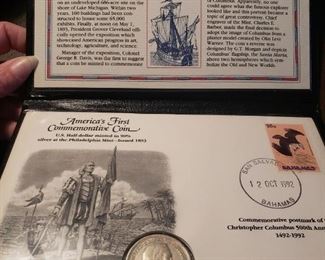 on an undeveloped 686-acre site on the
shore of Lake Michigan. Within two
years, 160 buildings had been
constructed to house some 65,000
exhibits. Finally, at noon on May 1,
1893, President Grover Cleveland offi-
cially opened the exposition which
showcased American progress in art,
technology, agriculture, and science.
Manager of the exposition, Colonel
George R. Davis, was the first to suggest
that a coin be minted to commemorate
of Columbus. Apparently, no one
could agree what the famous explorer
looked like and this portrait became a
topic of great controversy. Chief
Engraver of the Mint, Charles E.
Barber, made the final decision to
adopt the image of Columbus from a
plaster model created by Olin Levi
Warner. The coin's reverse was
designed by G.T. Morgan and depicts
Columbus' flagship, the Santa Maria,
above two hemispheres which sym-
bolize the Old and New Worlds.
America's First
Commemorative Coin
U.S. Half-dollar minted in 90%
silver at the Philadelphia Mint - Issued 1893
50c
BAHAMAS
SAN SALVADOR
12 OCT 1992
BAHAMAS
Commemorative postmark of
Christopher Columbus 500th Ann
1492-1992